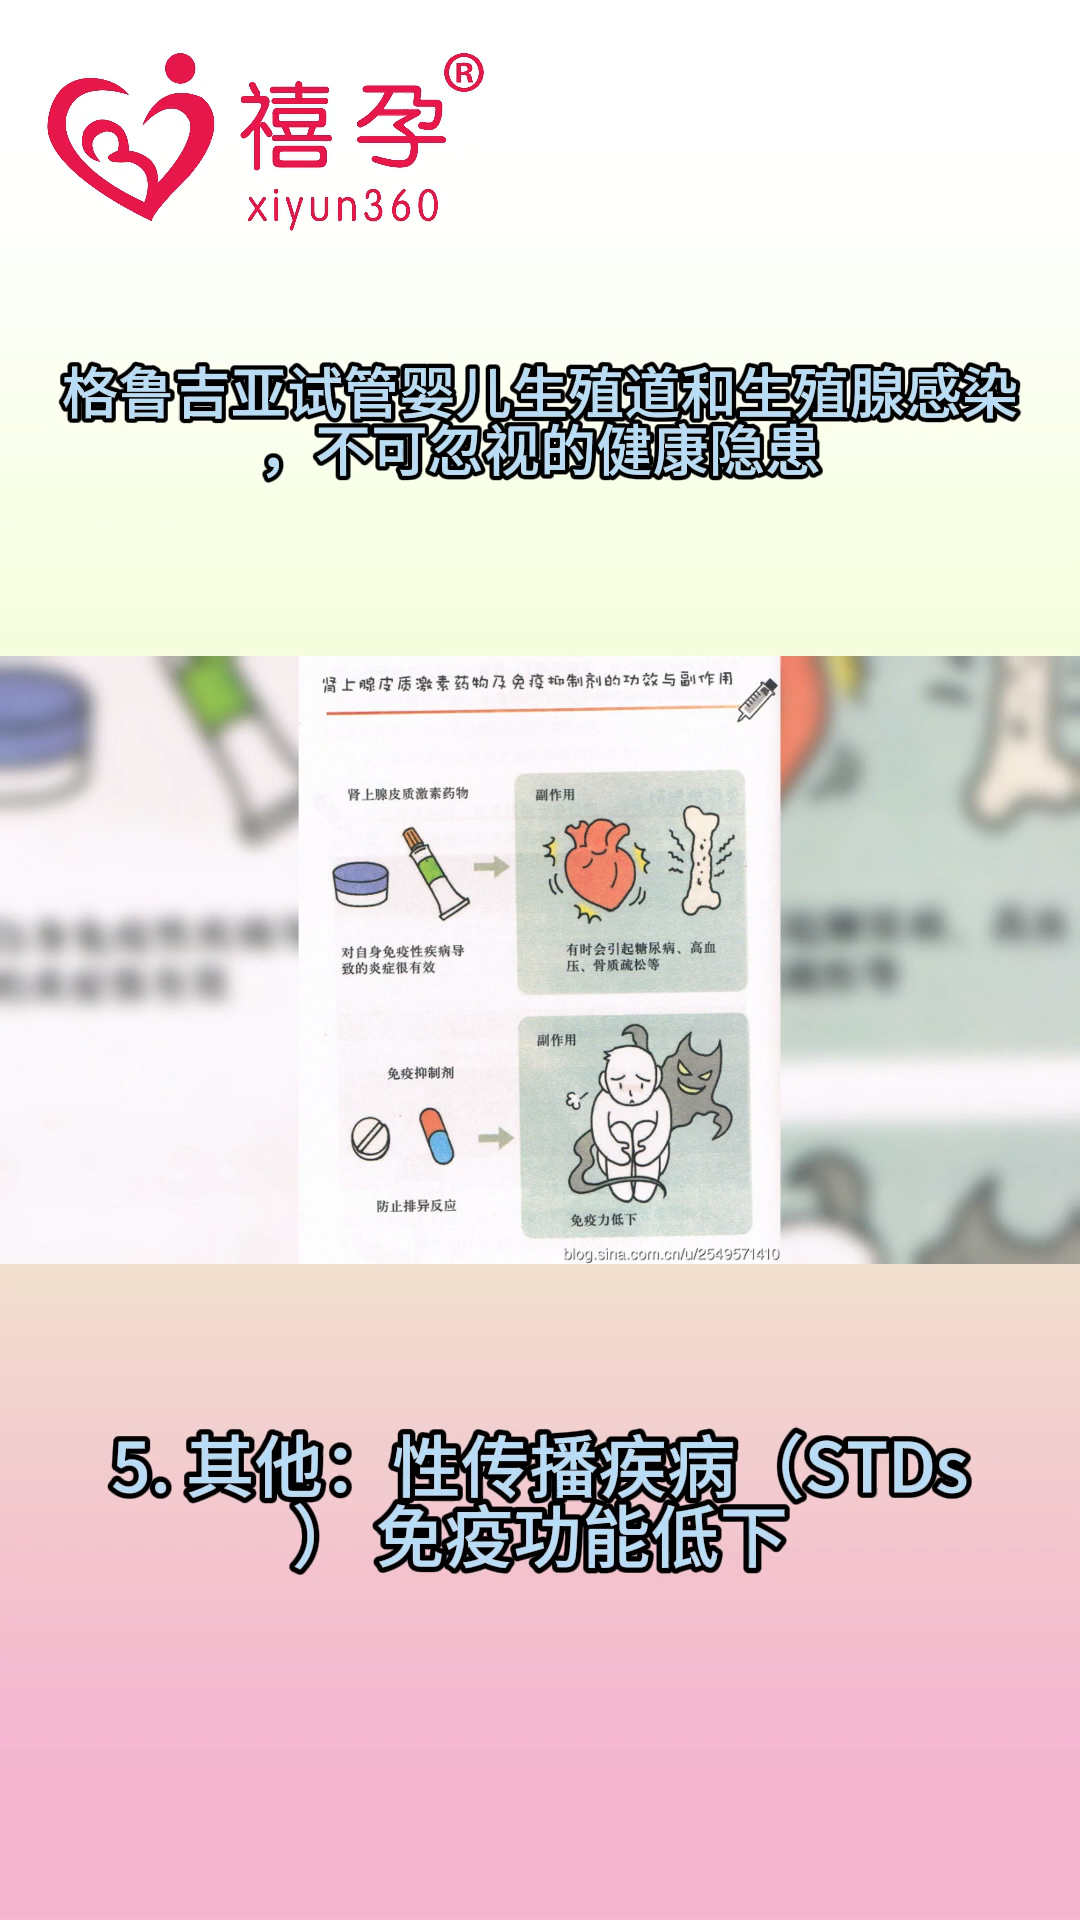 禧孕®
xiyun360
格鲁吉亚试管婴儿生殖道和生殖腺感染
，不可忽视的健康隐患
肾上腺皮质激素药物及免疫抑制剂的功效与副作用
肾上腺皮质激素药物
副作用
对自身免疫性疾病导
致的炎症很有效
有时会引起糖尿病、高血
压、骨质疏松等
免疫抑制剂
副作用
防止排异反应
免疫力低下
blog.sina.com.cn/u/2549571410
5. 其他：性传播疾病（STDs
） 免疫功能低下